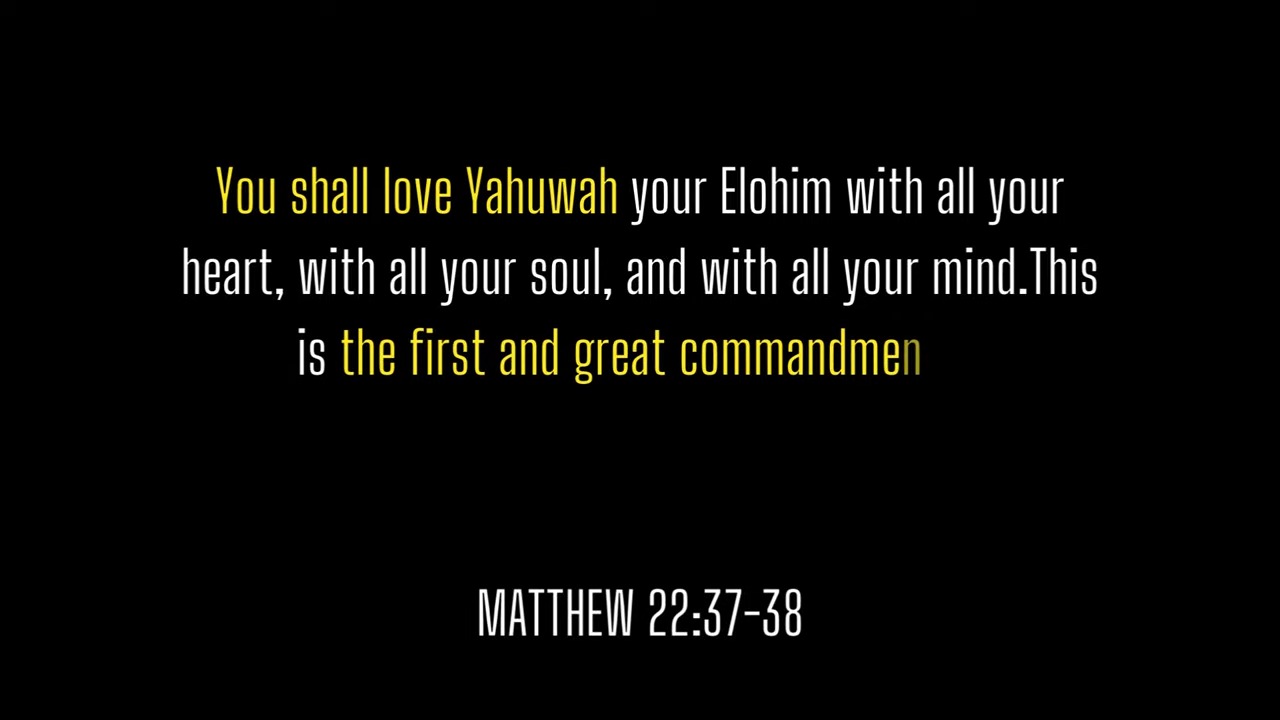 You shall love Yahuwah your Elohim with all your
heart, with all your soul, and with all your mind.This
is the first and great commandmen
MATTHEW 22:37-38